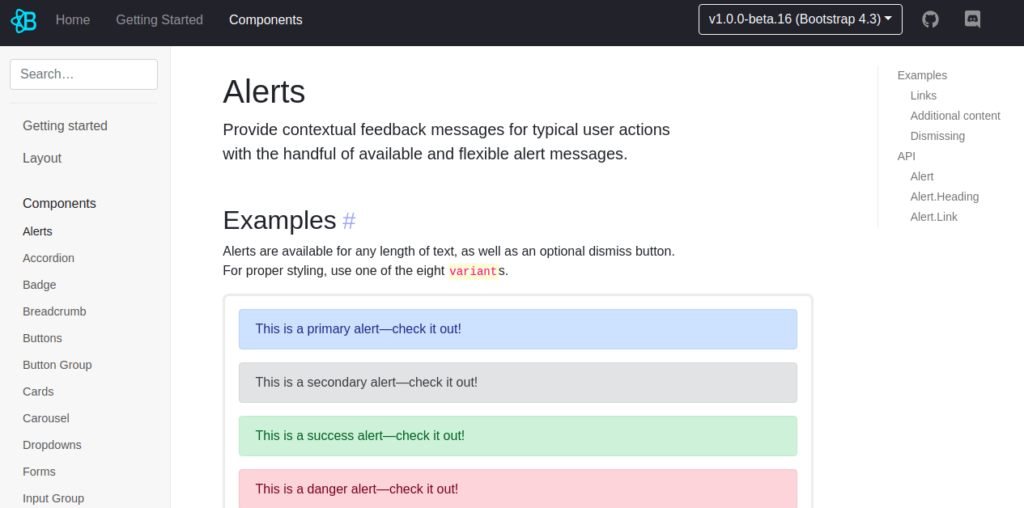 Home
Getting Started
Components
v1.0.0-beta.16 (Bootstrap 4.3)
Search…
Getting started
Layout
Components
Alerts
Accordion
Badge
Breadcrumb
Buttons
Button Group
Cards
Carousel
Dropdowns
Forms
Input Group
Alerts
Provide contextual feedback messages for typical user actions
with the handful of available and flexible alert messages.
Examples #
Alerts are available for any length of text, as well as an optional dismiss button.
For proper styling, use one of the eight variants.
This is a primary alert—check it out!
This is a secondary alert—check it out!
This is a success alert—check it out!
This is a danger alert—check it out!
Examples
Links
Additional content
Dismissing
API
Alert
Alert.Heading
Alert.Link